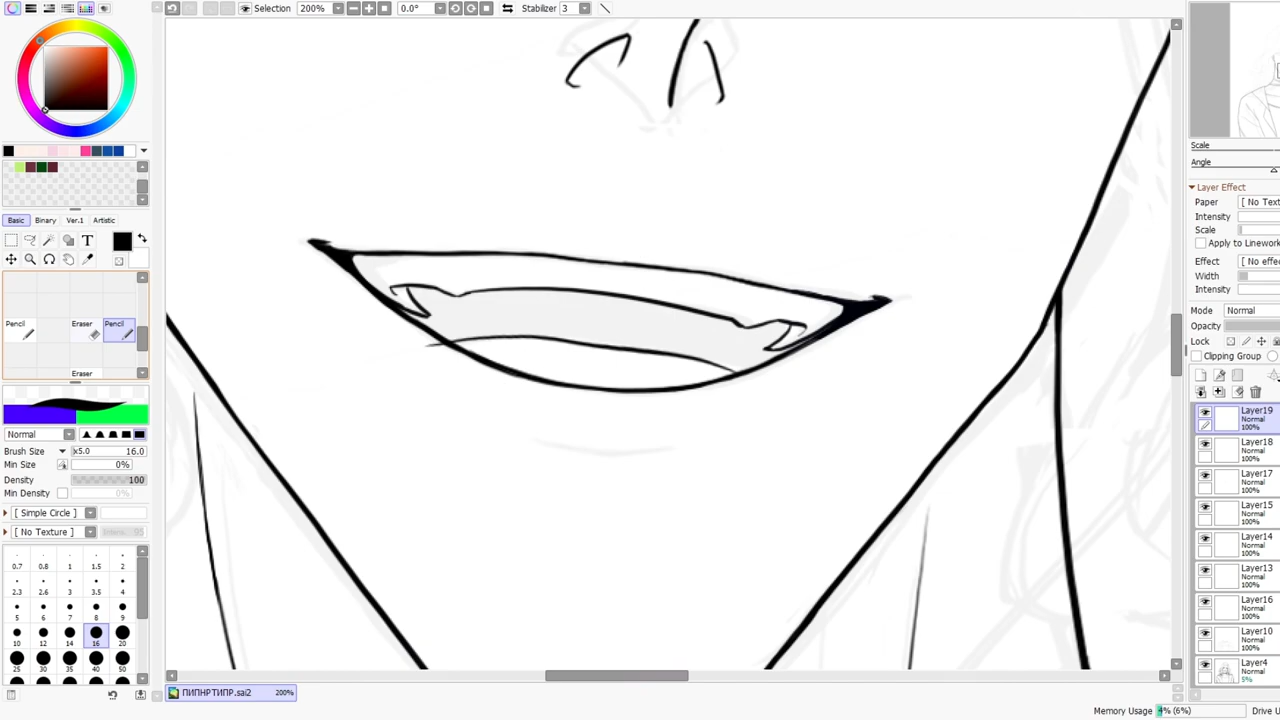 Selection 200% 0.0° Stabilizer 3
Scale
Angle
Layer Effect
Paper [ No Text
Intensity
Scale
Apply to Linework
Effect [ No effe
Width
Intensity
Mode Normal
Opacity
Lock
Clipping Group
Layer19
Normal
100%
Layer18
Normal
100%
Layer17
Normal
100%
Layer15
Normal
100%
Layer14
Normal
100%
Layer13
Normal
100%
Layer16
Normal
100%
Layer10
Normal
100%
Layer4
Normal
5%
Basic Binary Ver.1 Artistic
T
Pencil Eraser Pencil
Eraser
Normal
Brush Size x5.0 16.0
Min Size 0%
Density 100
Min Density 0%
[ Simple Circle ]
[ No Texture ]
0.7 0.8 1 1.5 2
2.3 2.6 3 3.5 4
5 6 7 8 9
10 12 14 16 20
25 30 35 40 50
ПИПНРТИПР.sai2 200%
Memory Usage 4% (6%) Drive U